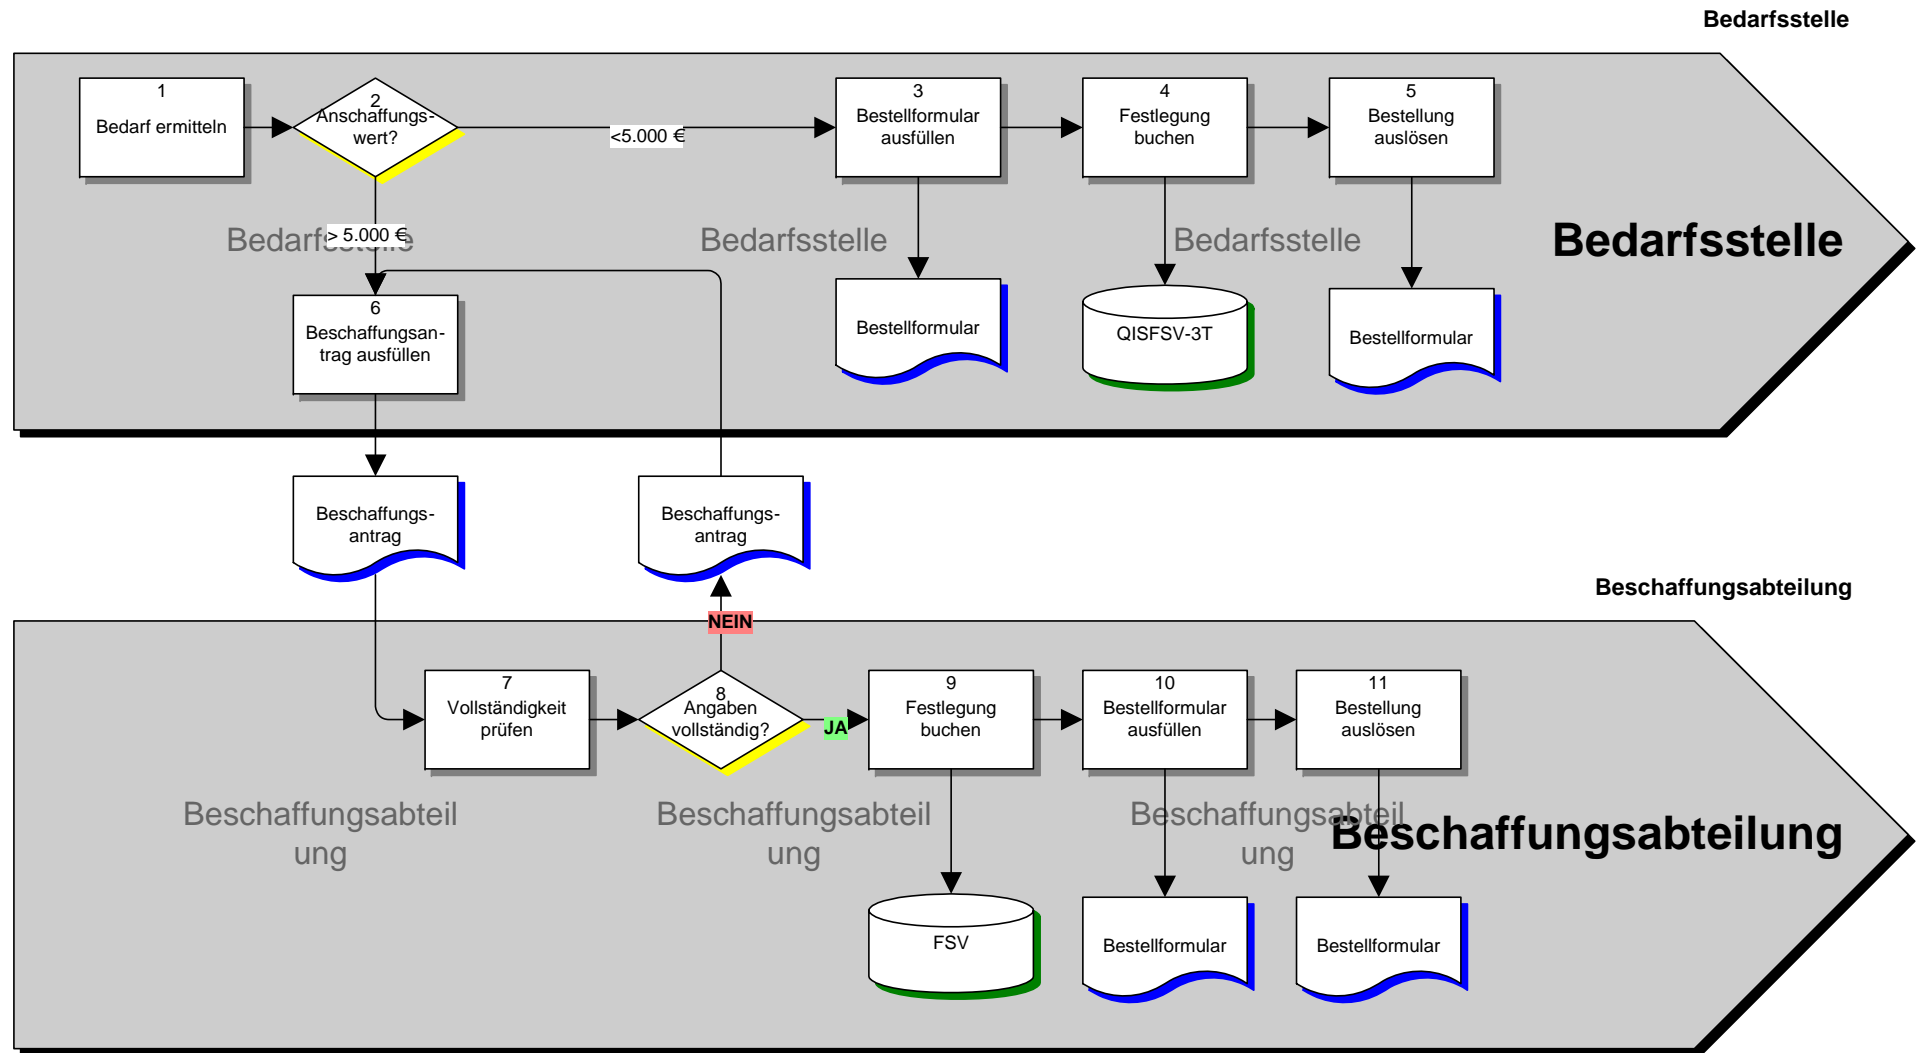 Bedarfsstelle
1
Bedarf ermitteln
2
Anschaffungs-
wert?
<5.000 €
3
Bestellformular
ausfüllen
4
Festlegung
buchen
5
Bestellung
auslösen
> 5.000 €
Bedarfsstelle
Bedarfsstelle
Bedarfsstelle
Bedarfsstelle
6
Beschaffungsan-
trag ausfüllen
Bestellformular
QISFSV-3T
Bestellformular
Beschaffungs-
antrag
Beschaffungs-
antrag
Beschaffungsabteilung
NEIN
7
Vollständigkeit
prüfen
8
Angaben
vollständig?
JA
9
Festlegung
buchen
10
Bestellformular
ausfüllen
11
Bestellung
auslösen
Beschaffungsabteil
ung
Beschaffungsabteil
ung
Beschaffungsabteil
ung
Beschaffungsabteilung
FSV
Bestellformular
Bestellformular